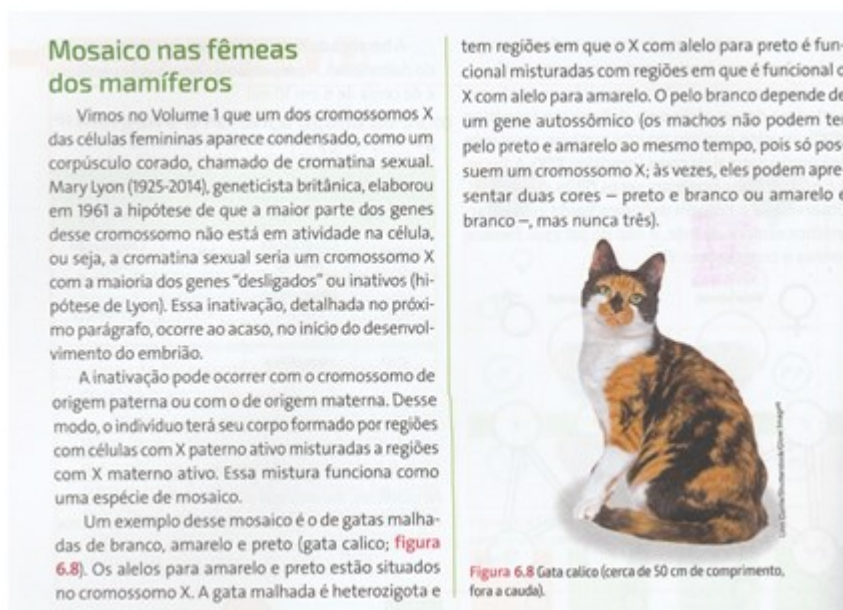 Mosaico nas fêmeas
dos mamíferos
Vimos no Volume 1 que um dos cromossomos X
das células femininas aparece condensado, como um
corpúsculo corado, chamado de cromatina sexual.
Mary Lyon (1925-2014), geneticista britânica, elaborou
em 1961 a hipótese de que a maior parte dos genes
desse cromossomo não está em atividade na célula,
ou seja, a cromatina sexual seria um cromossomo X
com a maioria dos genes “desligados” ou inativos (hi-
pótese de Lyon). Essa inativação, detalhada no próxi-
mo parágrafo, ocorre ao acaso, no início do desenvol-
vimento do embrião.
A inativação pode ocorrer com o cromossomo de
origem paterna ou com o de origem materna. Desse
modo, o indivíduo terá seu corpo formado por regiões
com células com X paterno ativo misturadas a regiões
com X materno ativo. Essa mistura funciona como
uma espécie de mosaico.
Um exemplo desse mosaico é o de gatas malha-
das de branco, amarelo e preto (gata calico; figura
6.8). Os alelos para amarelo e preto estão situados
no cromossomo X. A gata malhada é heterozigota e
tem regiões em que o X com alelo para preto é fun-
cional misturadas com regiões em que é funcional o
X com alelo para amarelo. O pelo branco depende de
um gene autossômico (os machos não podem ter
pelo preto e amarelo ao mesmo tempo, pois só pos-
suem um cromossomo X; às vezes, eles podem apre-
sentar duas cores – preto e branco ou amarelo e
branco –, mas nunca três).
Figura 6.8 Gata calico (cerca de 50 cm de comprimento,
fora a cauda).